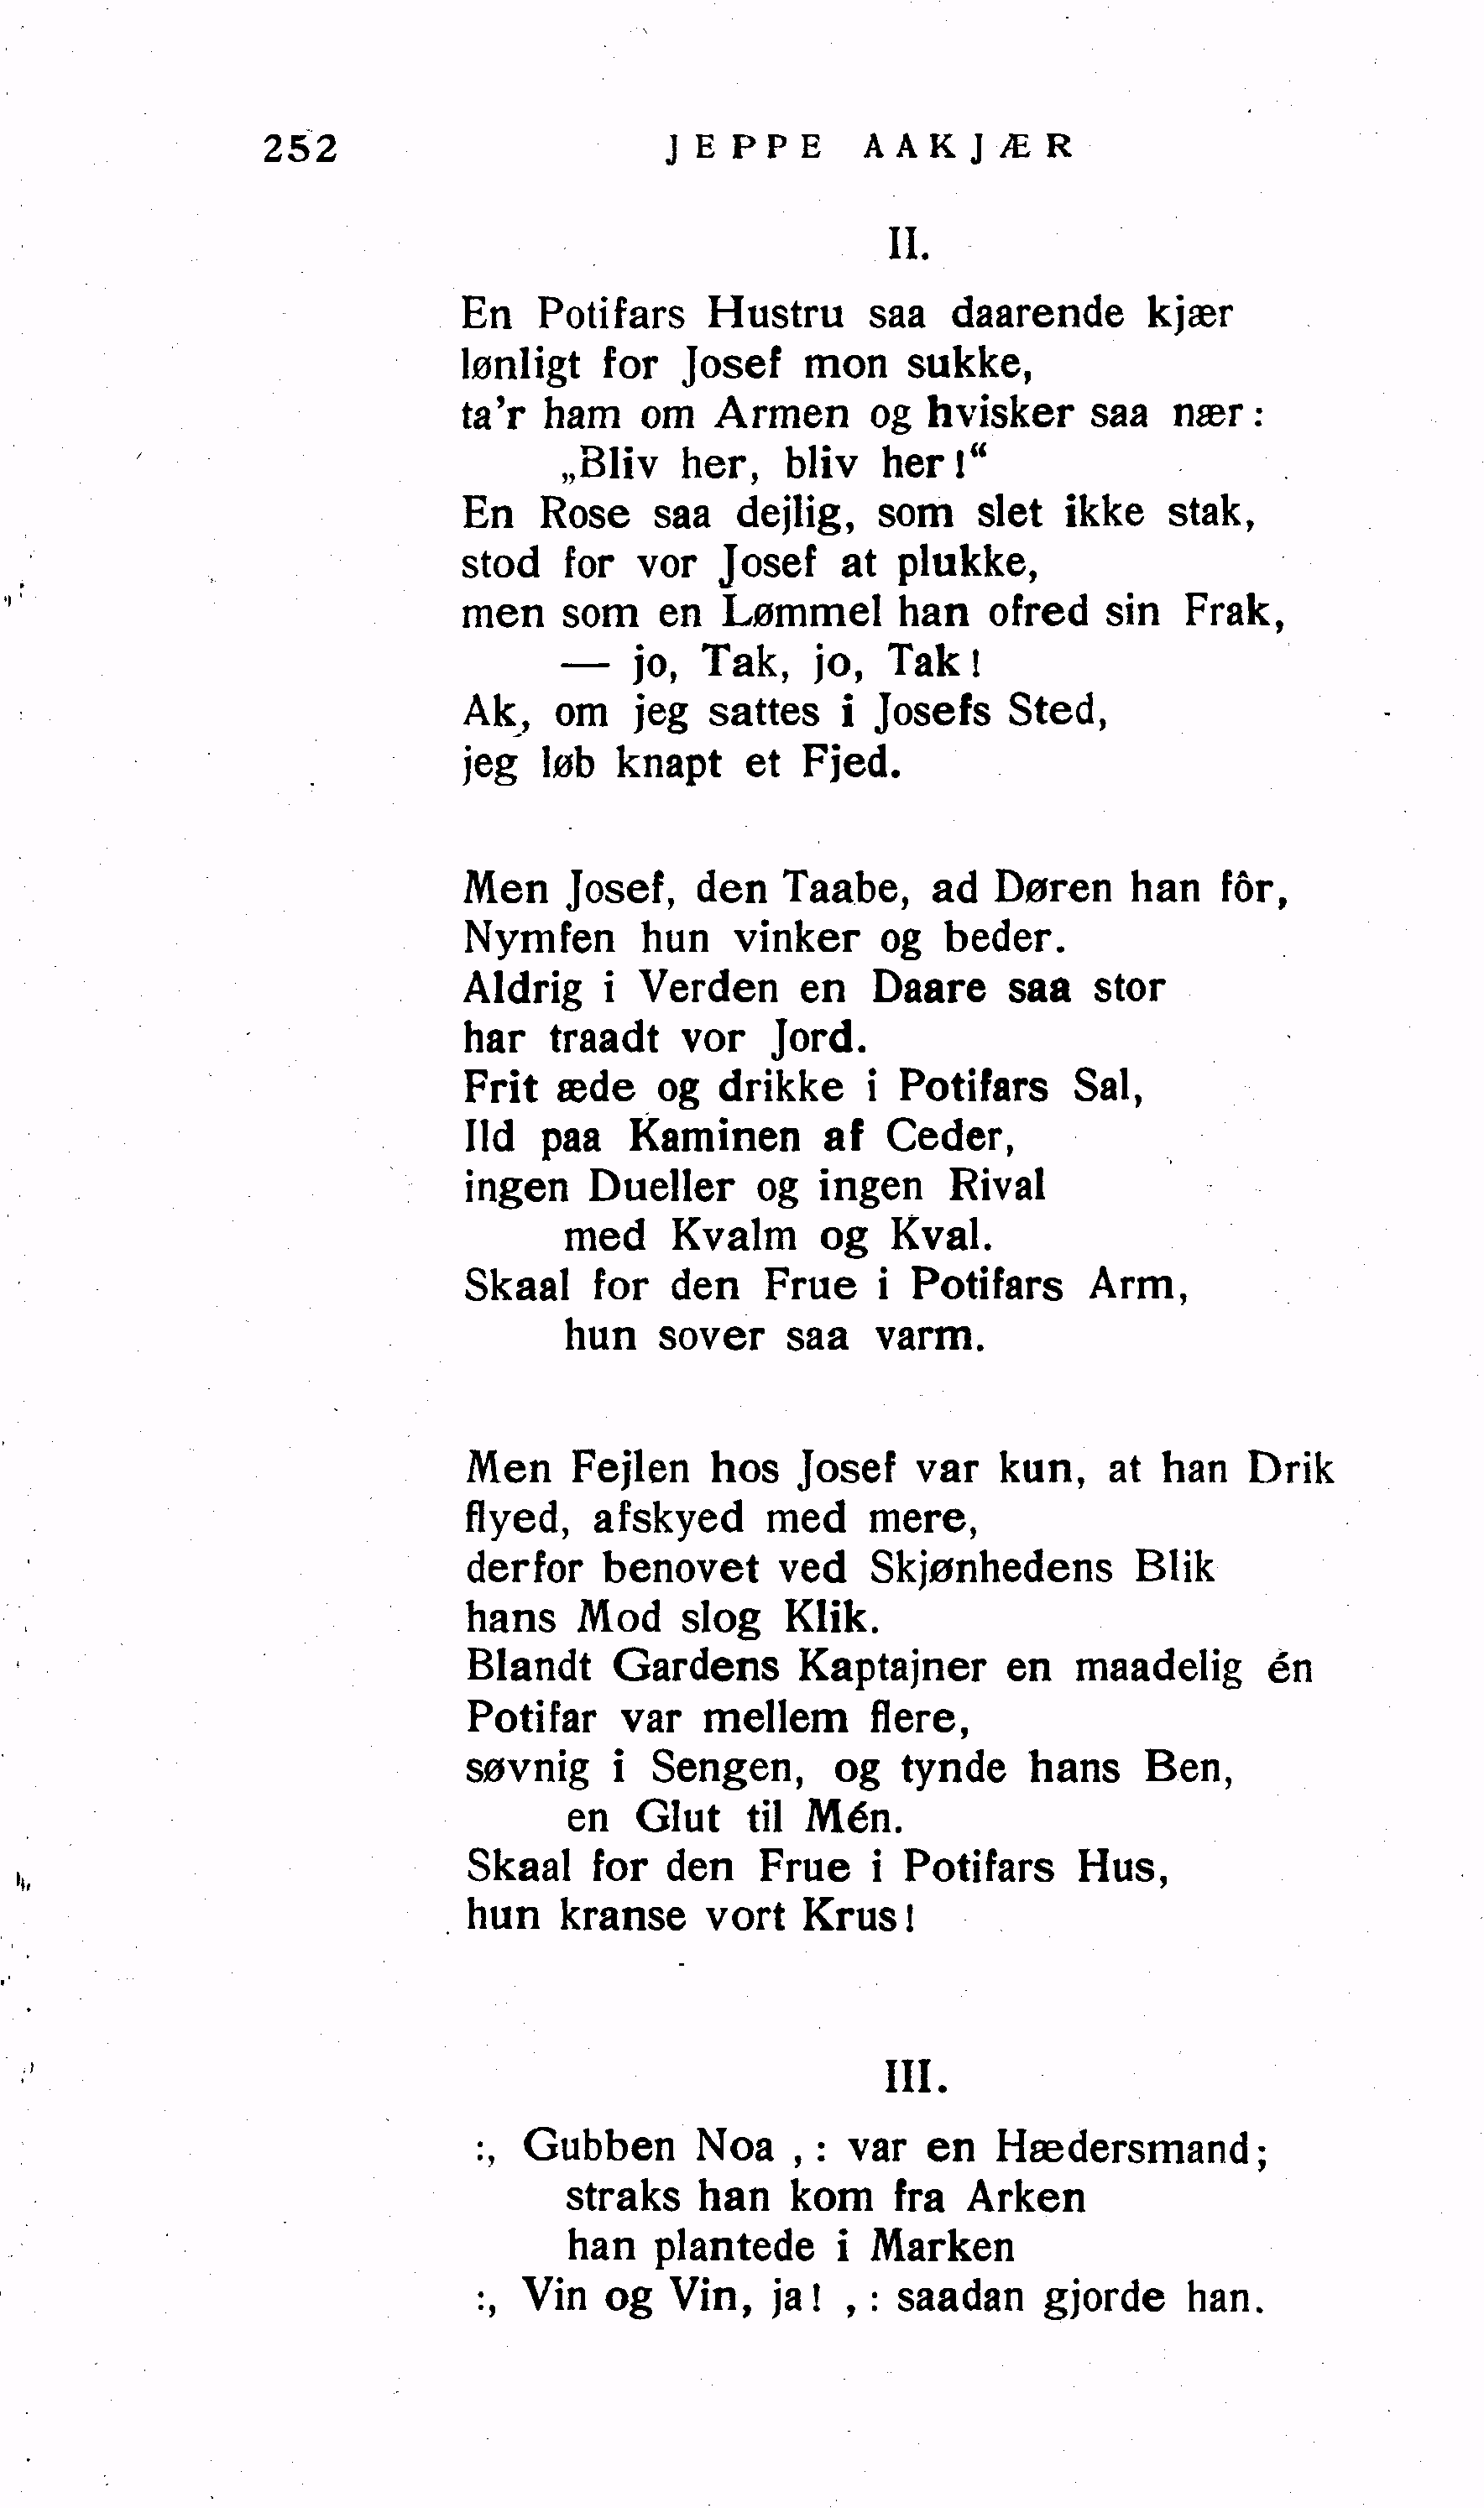 252 JEPPE AAKJÆR
II.
En Potifars Hustru saa daarende kjær
lønligt for Josef mon sukke,
ta'r ham om Armen og hvisker saa nær:
„Bliv her, bliv her!“
En Rose saa dejlig, som slet ikke stak,
stod for vor Josef at plukke,
men som en Lømmel han ofred sin Frak,
— jo, Tak, jo, Tak!
Ak, om jeg sattes i Josefs Sted,
jeg løb knapt et Fjed.
Men Josef, den Taabe, ad Døren han fôr,
Nymfen hun vinker og beder.
Aldrig i Verden en Daare saa stor
har traadt vor Jord.
Frit æde og drikke i Potifars Sal,
Ild paa Kaminen af Ceder,
ingen Dueller og ingen Rival
med Kvalm og Kval.
Skaal for den Frue i Potifars Arm,
hun sover saa varm.
Men Fejlen hos Josef var kun, at han Drik
flyed, afskyed med mere,
derfor benovet ved Skjønhedens Blik
hans Mod slog Klik.
Blandt Gardens Kaptajner en maadelig én
Potifar var mellem flere,
søvnig i Sengen, og tynde hans Ben,
en Glut til Mén.
Skaal for den Frue i Potifars Hus,
hun kranse vort Krus!
III.
:, Gubben Noa ,: var en Hædersmand;
straks han kom fra Arken
han plantede i Marken
:, Vin og Vin, ja! ,: saadan gjorde han.